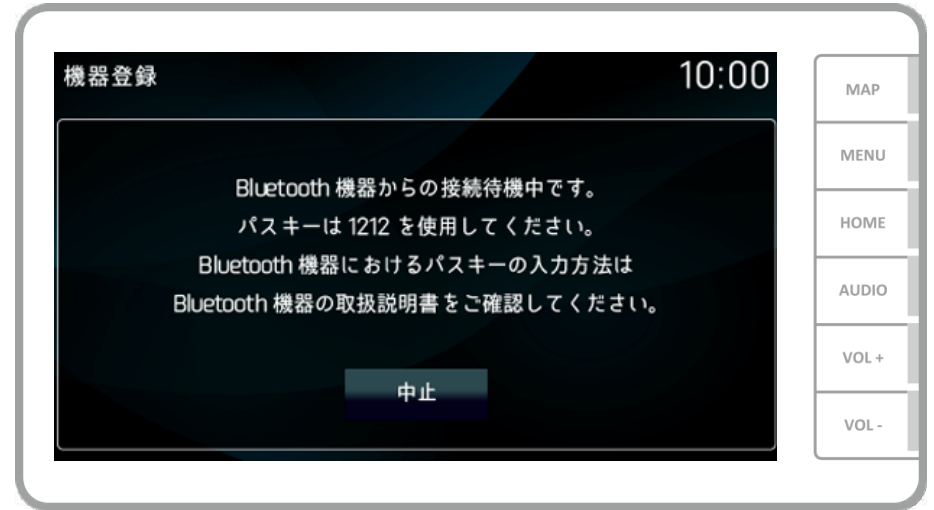 機器登録
10:00
Bluetooth 機器からの接続待機中です。
パスキーは 1212 を使用してください。
Bluetooth 機器におけるパスキーの入力方法は
Bluetooth 機器の取扱説明書をご確認してください。
中止
MAP
MENU
HOME
AUDIO
VOL +
VOL -